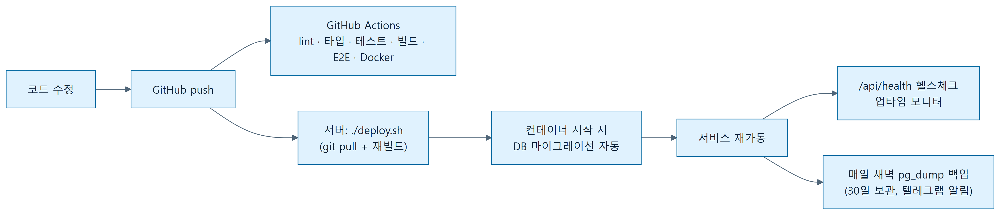 코드 수정
GitHub push
GitHub Actions
lint · 타입 · 테스트 · 빌드 ·
E2E · Docker
서버: ./deploy.sh
(git pull + 재빌드)
컨테이너 시작 시
DB 마이그레이션 자동
서비스 재가동
/api/health 헬스체크
업타임 모니터
매일 새벽 pg_dump 백업
(30일 보관, 텔레그램 알림)